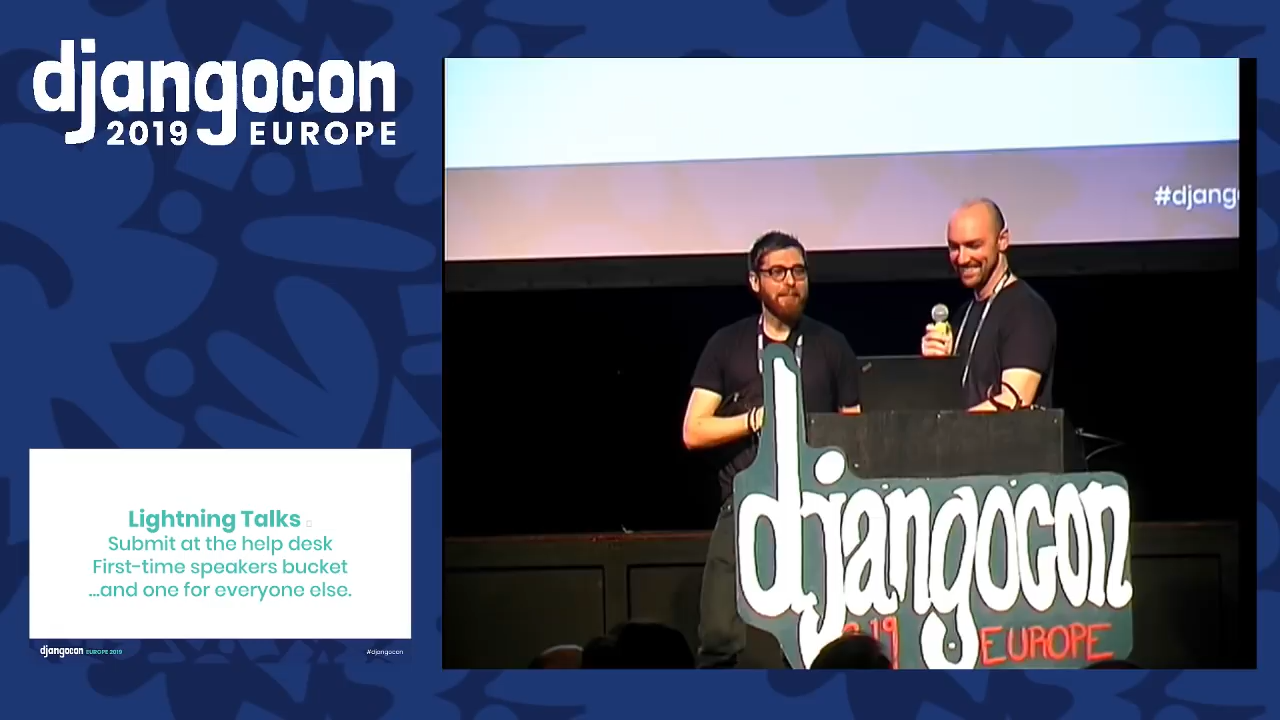 djangocon
2019 EUROPE
#djang
Lightning Talks
Submit at the help desk
First-time speakers bucket
...and one for everyone else.
djangocon EUROPE 2019
#djangocon
djangocon
19 EUROPE